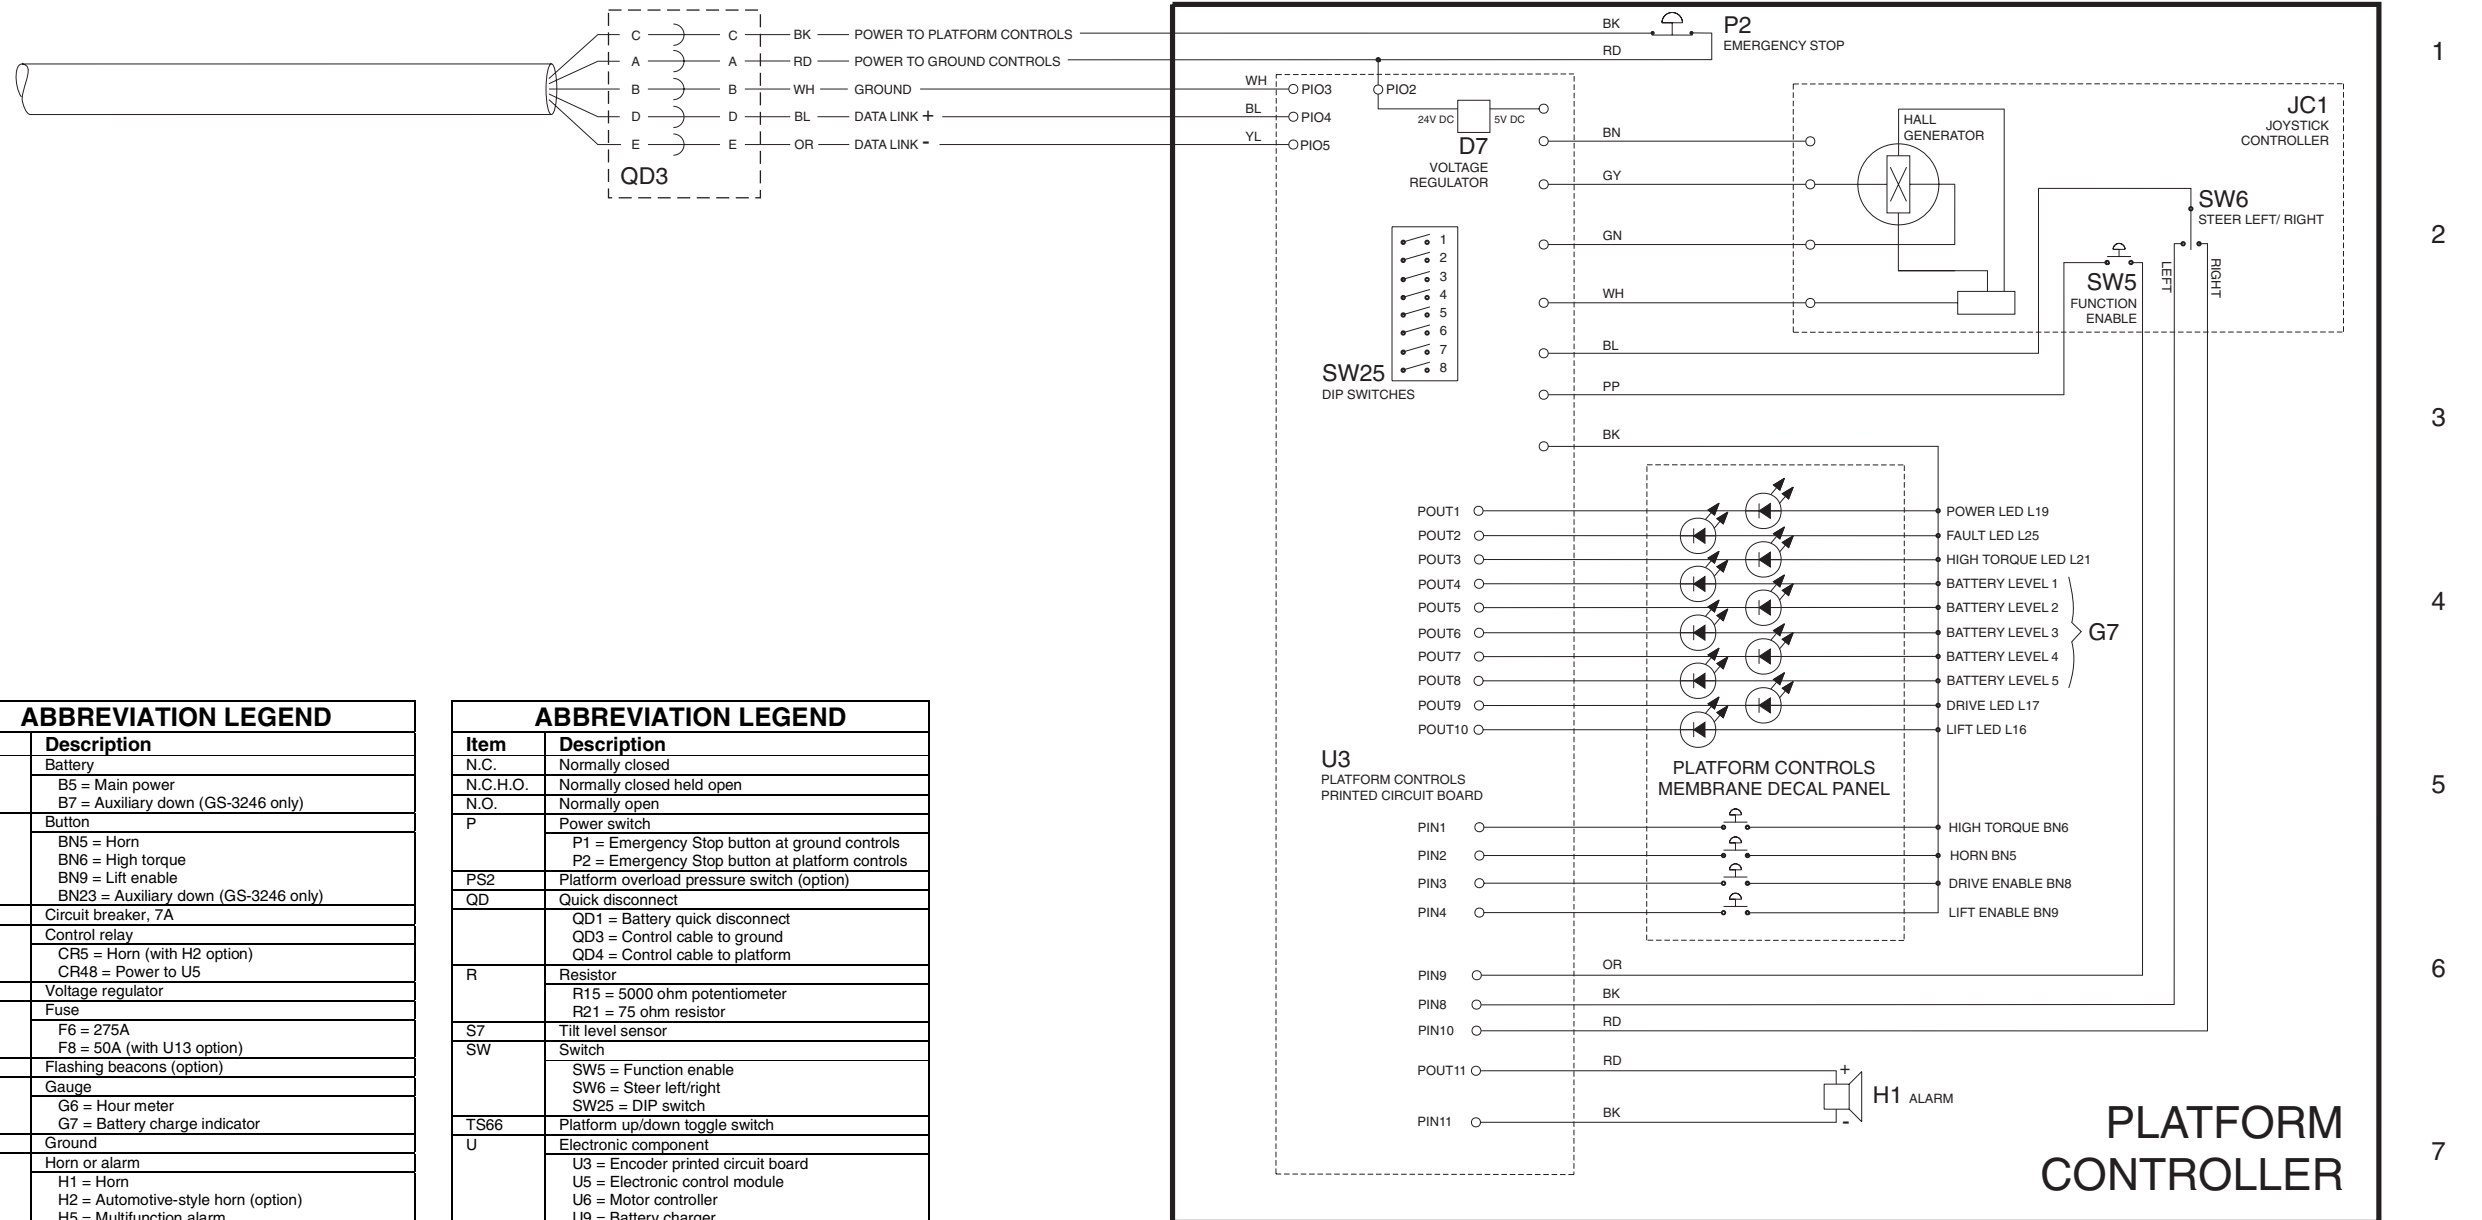 C C BK POWER TO PLATFORM CONTROLS
A A RD POWER TO GROUND CONTROLS
B B WH GROUND
D D BL DATA LINK +
E E OR DATA LINK -
QD3
BK
RD
P2
EMERGENCY STOP
WH PIO3
BL PIO4
YL PIO5
PIO2
24V DC 5V DC
D7
VOLTAGE
REGULATOR
BN
GY
GN
WH
BL
PP
BK
HALL
GENERATOR
JC1
JOYSTICK
CONTROLLER
SW6
STEER LEFT/ RIGHT
LEFT
RIGHT
SW5
FUNCTION
ENABLE
1
2
3
4
5
6
7
8
SW25
DIP SWITCHES
POUT1 POWER LED L19
POUT2 FAULT LED L25
POUT3 HIGH TORQUE LED L21
POUT4 BATTERY LEVEL 1
POUT5 BATTERY LEVEL 2
POUT6 BATTERY LEVEL 3
POUT7 BATTERY LEVEL 4
POUT8 BATTERY LEVEL 5
G7
POUT9 DRIVE LED L17
POUT10 LIFT LED L16
U3
PLATFORM CONTROLS
PRINTED CIRCUIT BOARD
PLATFORM CONTROLS
MEMBRANE DECAL PANEL
PIN1 HIGH TORQUE BN6
PIN2 HORN BN5
PIN3 DRIVE ENABLE BN8
PIN4 LIFT ENABLE BN9
PIN9 OR
PIN8 BK
PIN10 RD
POUT11 RD +
H1 ALARM
PIN11 BK -
PLATFORM
CONTROLLER
1
2
3
4
5
6
7
ABBREVIATION LEGEND
Description
Battery
B5 = Main power
B7 = Auxiliary down (GS-3246 only)
Button
BN5 = Horn
BN6 = High torque
BN9 = Lift enable
BN23 = Auxiliary down (GS-3246 only)
Circuit breaker, 7A
Control relay
CR5 = Horn (with H2 option)
CR48 = Power to U5
Voltage regulator
Fuse
F6 = 275A
F8 = 50A (with U13 option)
Flashing beacons (option)
Gauge
G6 = Hour meter
G7 = Battery charge indicator
Ground
Horn or alarm
H1 = Horn
H2 = Automotive-style horn (option)
H5 = Multifunction alarm
ABBREVIATION LEGEND
Item Description
N.C. Normally closed
N.C.H.O. Normally closed held open
N.O. Normally open
P Power switch
P1 = Emergency Stop button at ground controls
P2 = Emergency Stop button at platform controls
PS2 Platform overload pressure switch (option)
QD Quick disconnect
QD1 = Battery quick disconnect
QD3 = Control cable to ground
QD4 = Control cable to platform
R Resistor
R15 = 5000 ohm potentiometer
R21 = 75 ohm resistor
S7 Tilt level sensor
SW Switch
SW5 = Function enable
SW6 = Steer left/right
SW25 = DIP switch
TS66 Platform up/down toggle switch
U Electronic component
U3 = Encoder printed circuit board
U5 = Electronic control module
U6 = Motor controller
U9 = Battery charger